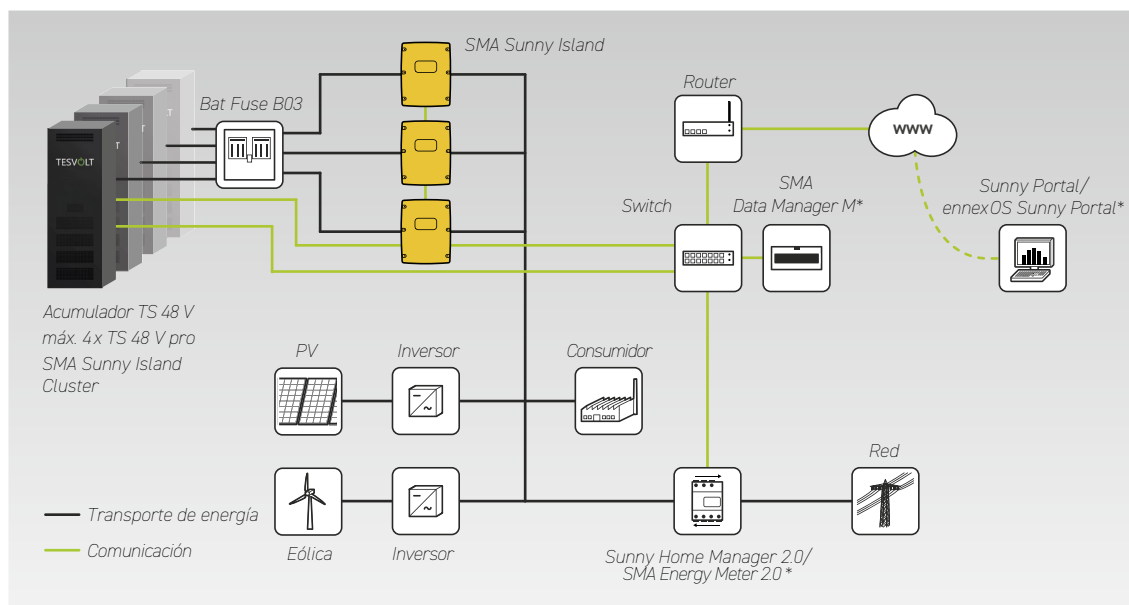 SMA Sunny Island
Bat Fuse B03
TESVOLT
Router
www
Sunny Portal/
ennexOS Sunny Portal*
Switch
SMA
Data Manager M*
Acumulador TS 48 V
máx. 4x TS 48 V pro
SMA Sunny Island
Cluster
PV
Inversor
Consumidor
Red
Transporte de energía
Comunicación
Eólica
Inversor
Sunny Home Manager 2.0/
SMA Energy Meter 2.0 *